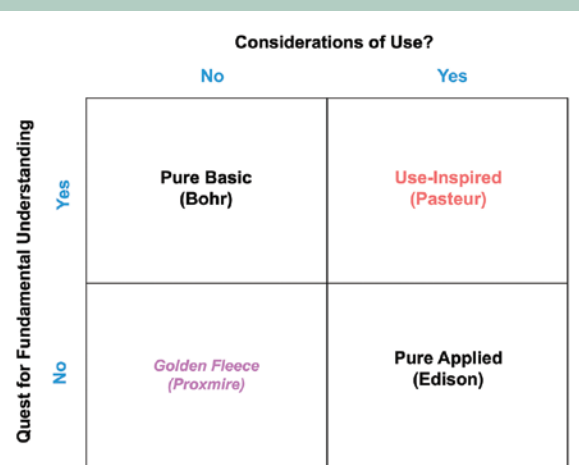 Considerations of Use?
No
Yes
Quest for Fundamental Understanding
Yes
Pure Basic
(Bohr)
Use-Inspired
(Pasteur)
No
Golden Fleece
(Proxmire)
Pure Applied
(Edison)